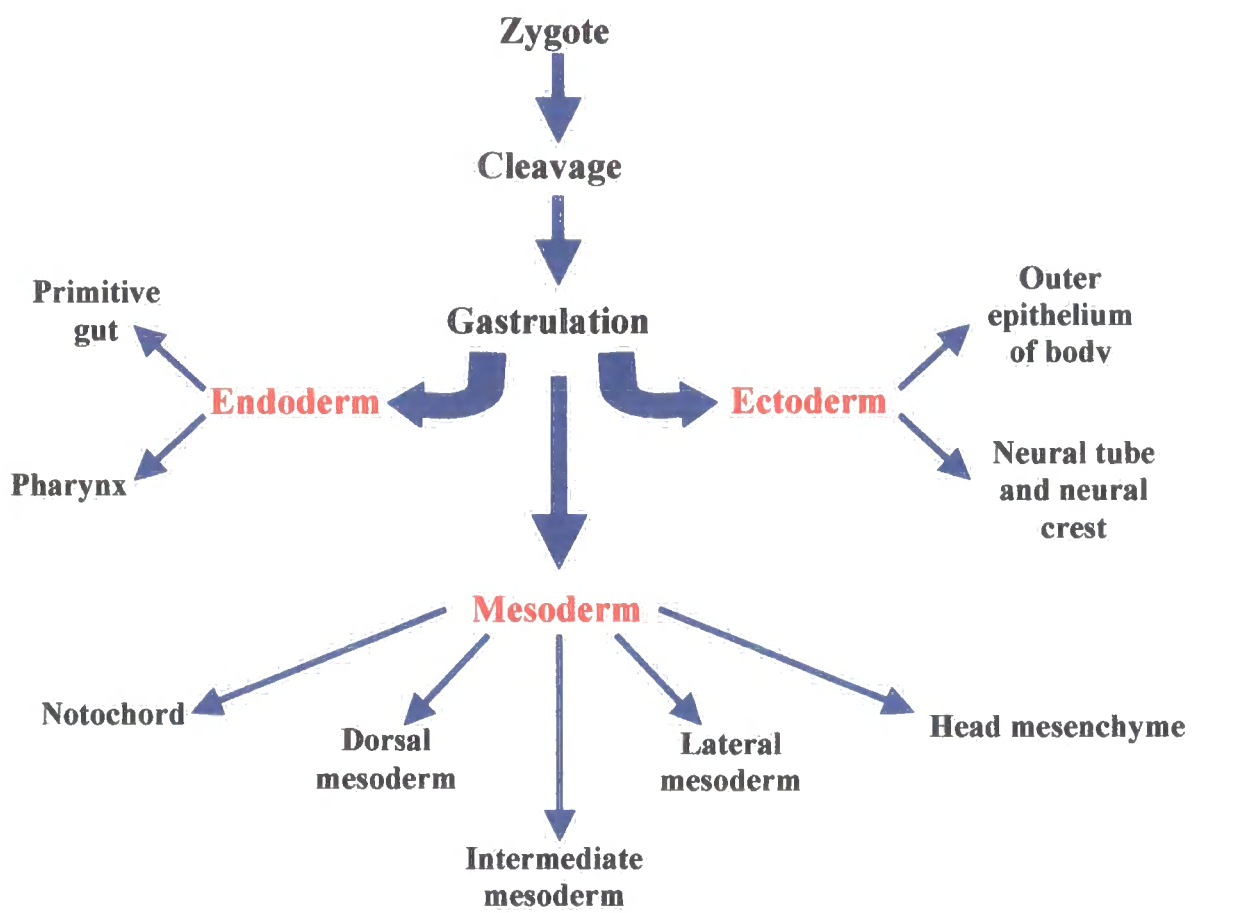 Zygote
Cleavage
Gastrulation
Primitive
gut
Endoderm
Pharynx
Outer
epithelium
of bodv
Ectoderm
Neural tube
and neural
crest
Mesoderm
Notochord
Dorsal
mesoderm
Intermediate
mesoderm
Lateral
mesoderm
Head mesenchyme